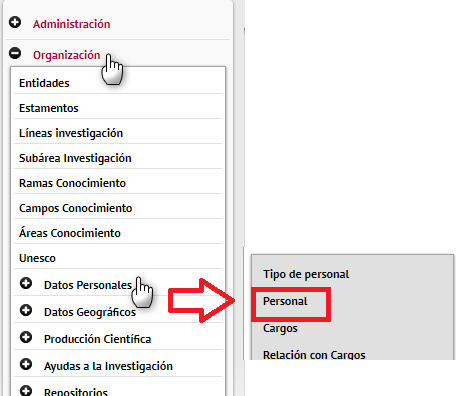 Administración
Organización
Entidades
Estamentos
Líneas investigación
Subárea Investigación
Ramas Conocimiento
Campos Conocimiento
Áreas Conocimiento
Unesco
Datos Personales
Datos Geográficos
Producción Científica
Ayudas a la Investigación
Repositorios
Tipo de personal
Personal
Cargos
Relación con Cargos